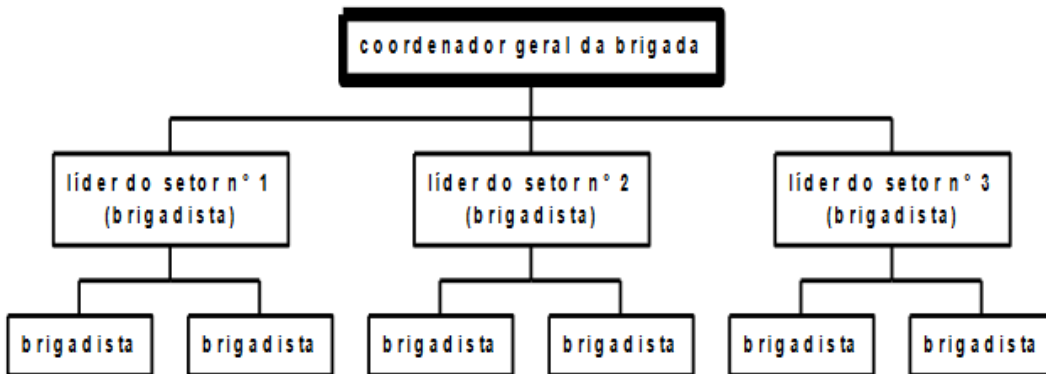 coordenador geral da brigada
líder do setor n° 1
(brigadista)
líder do setor n° 2
(brigadista)
líder do setor n° 3
(brigadista)
brigadista
brigadista
brigadista
brigadista
brigadista
brigadista